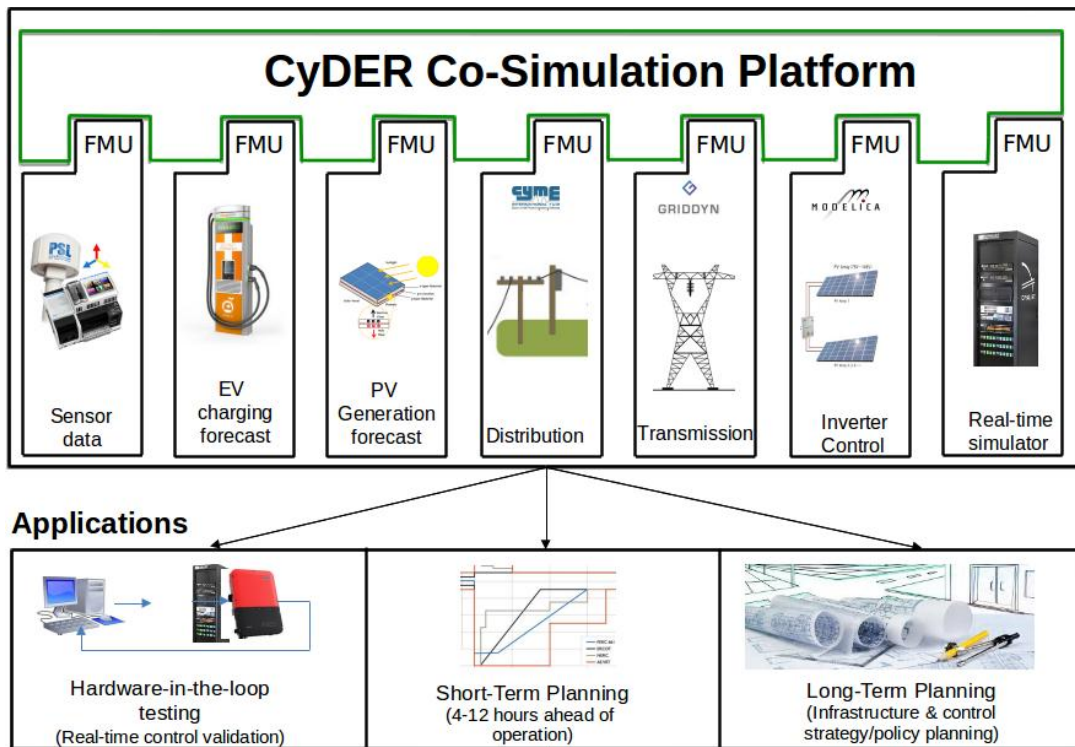 CyDER Co-Simulation Platform
FMU FMU FMU FMU FMU FMU FMU
CYME
GRIDDYN
MODELICA
PSL
Sensor
data
EV
charging
forecast
PV
Generation
forecast
Distribution
Transmission
Inverter
Control
Real-time
simulator
Applications
Hardware-in-the-loop
testing
(Real-time control validation)
Short-Term Planning
(4-12 hours ahead of
operation)
Long-Term Planning
(Infrastructure & control
strategy/policy planning)